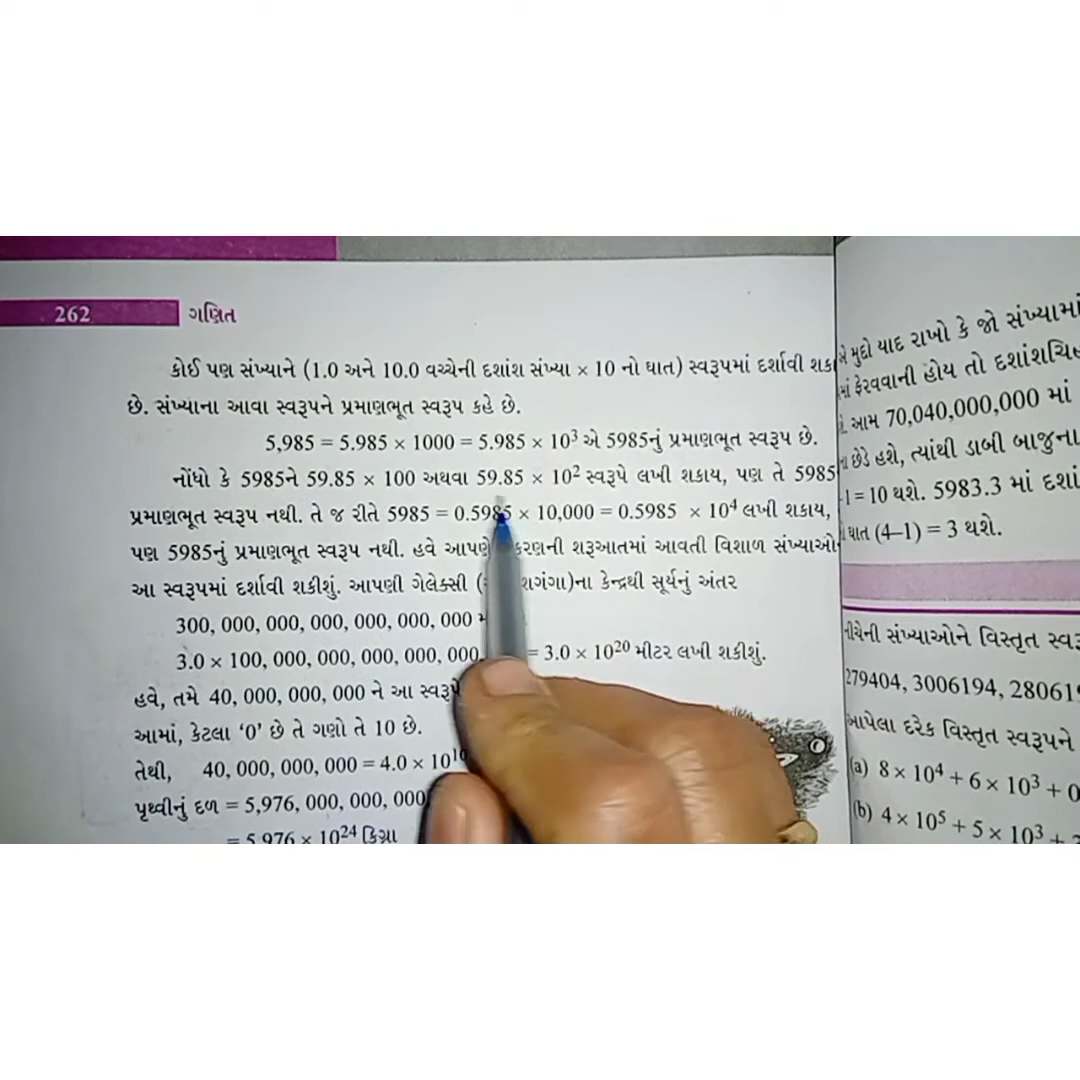 262 ગણિત
કોઈ પણ સંખ્યાને (1.0 અને 10.0 વચ્ચેની દશાંશ સંખ્યા × 10 નો ઘાત) સ્વરૂપમાં દર્શાવી શકા
છે. સંખ્યાના આવા સ્વરૂપને પ્રમાણભૂત સ્વરૂપ કહે છે.
5,985 = 5.985 × 1000 = 5.985 × 10³ એ 5985નું પ્રમાણભૂત સ્વરૂપ છે.
નોંધો કે 5985ને 59.85 × 100 અથવા 59.85 × 10² સ્વરૂપે લખી શકાય, પણ તે 5985
પ્રમાણભૂત સ્વરૂપ નથી. તે જ રીતે 5985 = 0.5985 × 10,000 = 0.5985 × 10⁴ લખી શકાય,
પણ 5985નું પ્રમાણભૂત સ્વરૂપ નથી. હવે આપણે શરૂઆતમાં આવતી વિશાળ સંખ્યાઓ
આ સ્વરૂપમાં દર્શાવી શકીશું. આપણી ગેલેક્સી ના કેન્દ્રથી સૂર્યનું અંતર
300, 000, 000, 000, 000, 000, 000
3.0 × 100, 000, 000, 000, 000, 000, = 3.0 × 10²⁰ મીટર લખી શકીશું.
હવે, તમે 40, 000, 000, 000 ને આ
આમાં, કેટલા ‘0’ છે તે ગણો તે 10 છે.
તેથી, 40, 000, 000, 000 = 4.0 × 10¹⁰
પૃથ્વીનું દળ = 5,976, 000, 000, 000
= 5.976 × 10²⁴ કિગ્રા
મુદ્દો યાદ રાખો કે જો સંખ્યામાં
ફેરવવાની હોય તો
આમ 70,040,000,000 માં
છેડે હશે, ત્યાંથી ડાબી બાજુના
1 = 10 થશે. 5983.3 માં દશાં
ઘાત (4–1) = 3 થશે.
નીચેની સંખ્યાઓને વિસ્તૃત સ્વરૂ
279404, 3006194, 28061
આપેલા દરેક વિસ્તૃત સ્વરૂપને
(a) 8 × 10⁴ + 6 × 10³ + 0
(b) 4 × 10⁵ + 5 × 10³ +